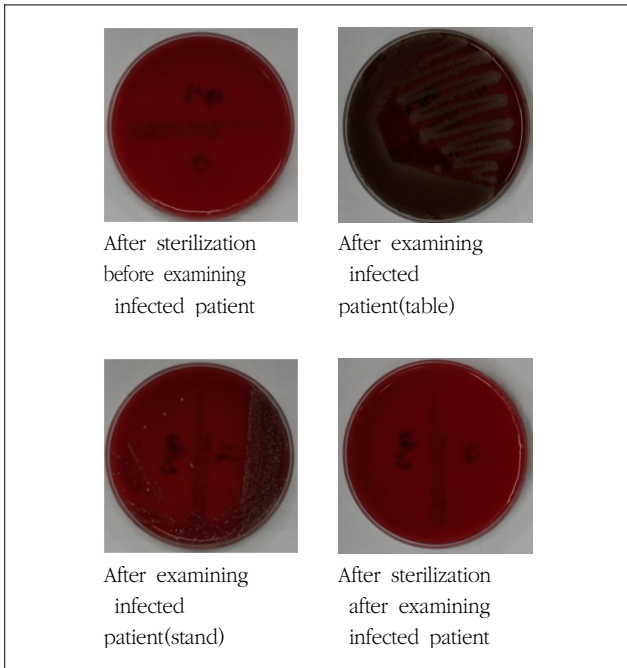 After sterilization
before examining
infected patient
After examining
infected
patient(table)
After examining
infected
patient(stand)
After sterilization
after examining
infected patient